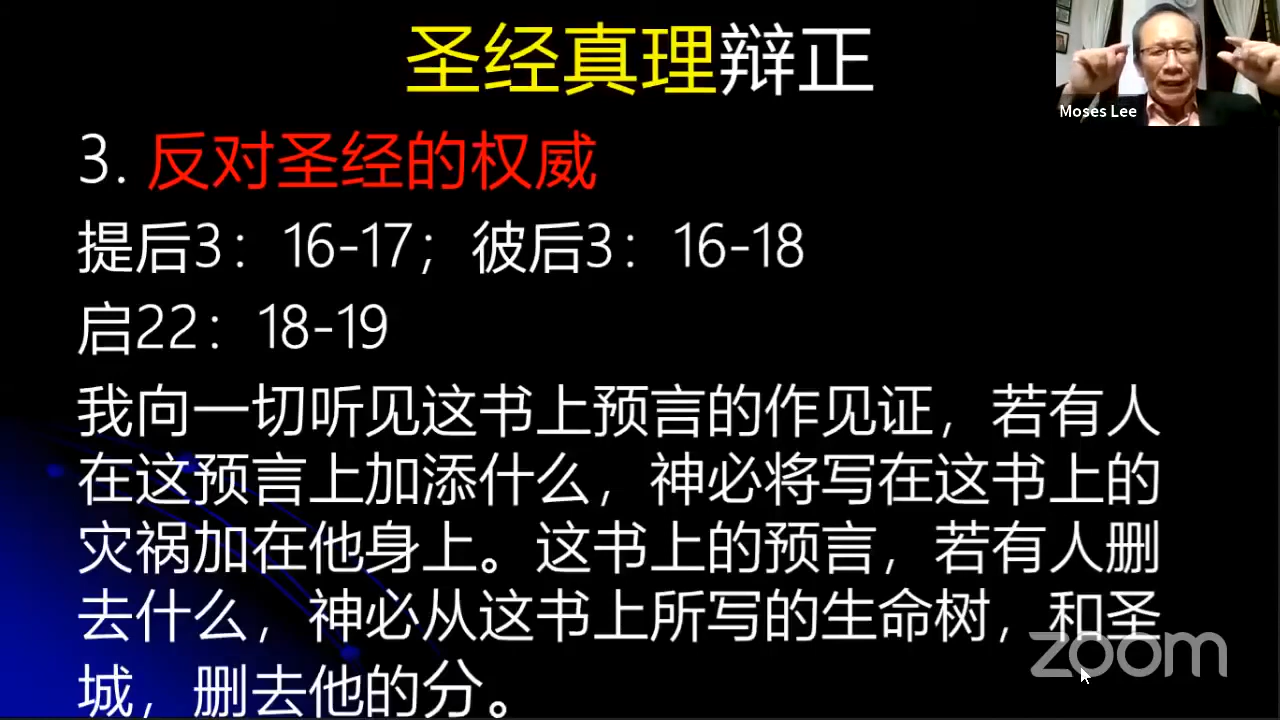 圣经真理辩正
Moses Lee
3. 反对圣经的权威
提后3：16-17；彼后3：16-18
启22：18-19
我向一切听见这书上预言的作见证，若有人
在这预言上加添什么，神必将写在这书上的
灾祸加在他身上。这书上的预言，若有人删
去什么，神必从这书上所写的生命树，和圣
城，删去他的分。
zoom